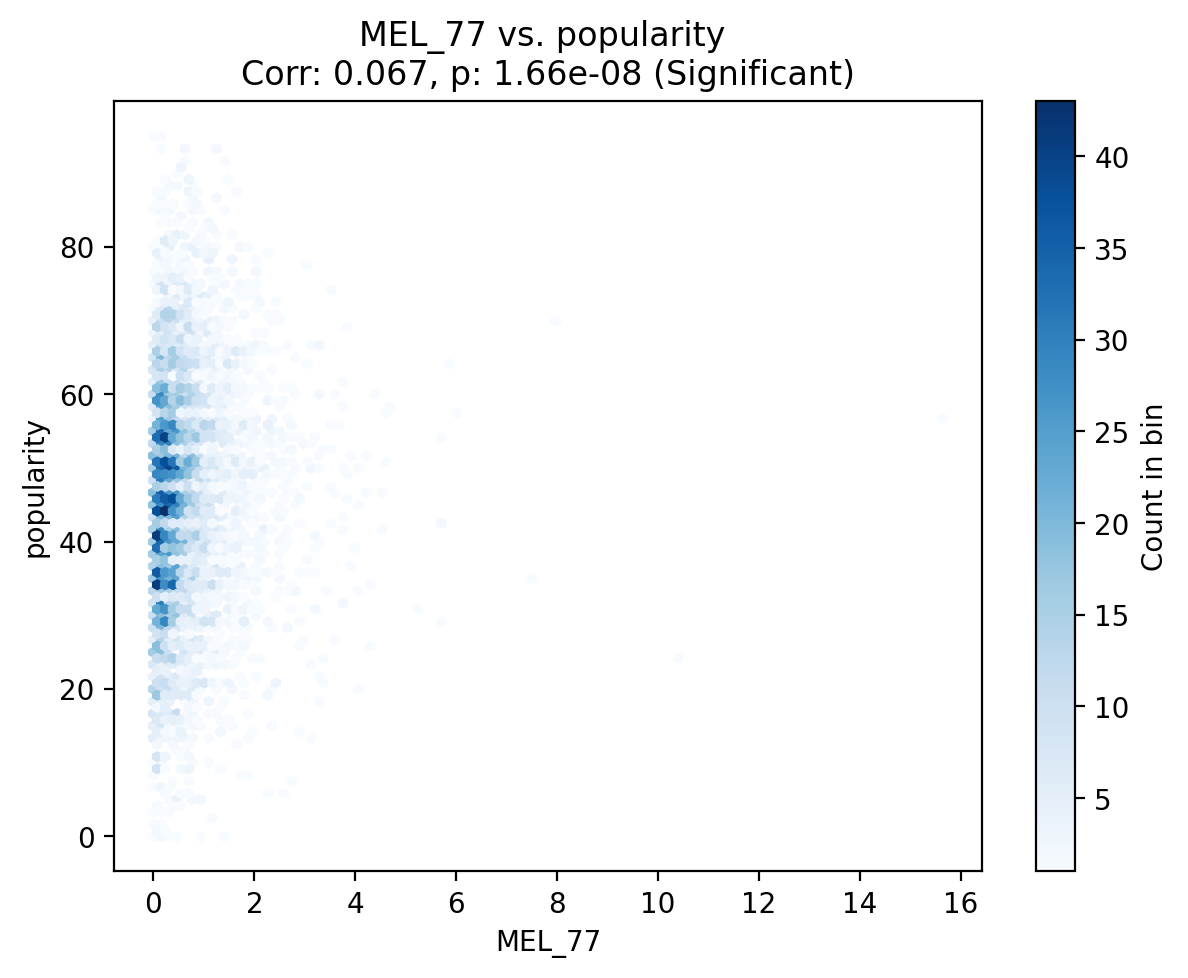 MEL_77 vs. popularity
Corr: 0.067, p: 1.66e-08 (Significant)
popularity
80
60
40
20
0
0 2 4 6 8 10 12 14 16
MEL_77
40
35
30
25
20
15
10
5
Count in bin